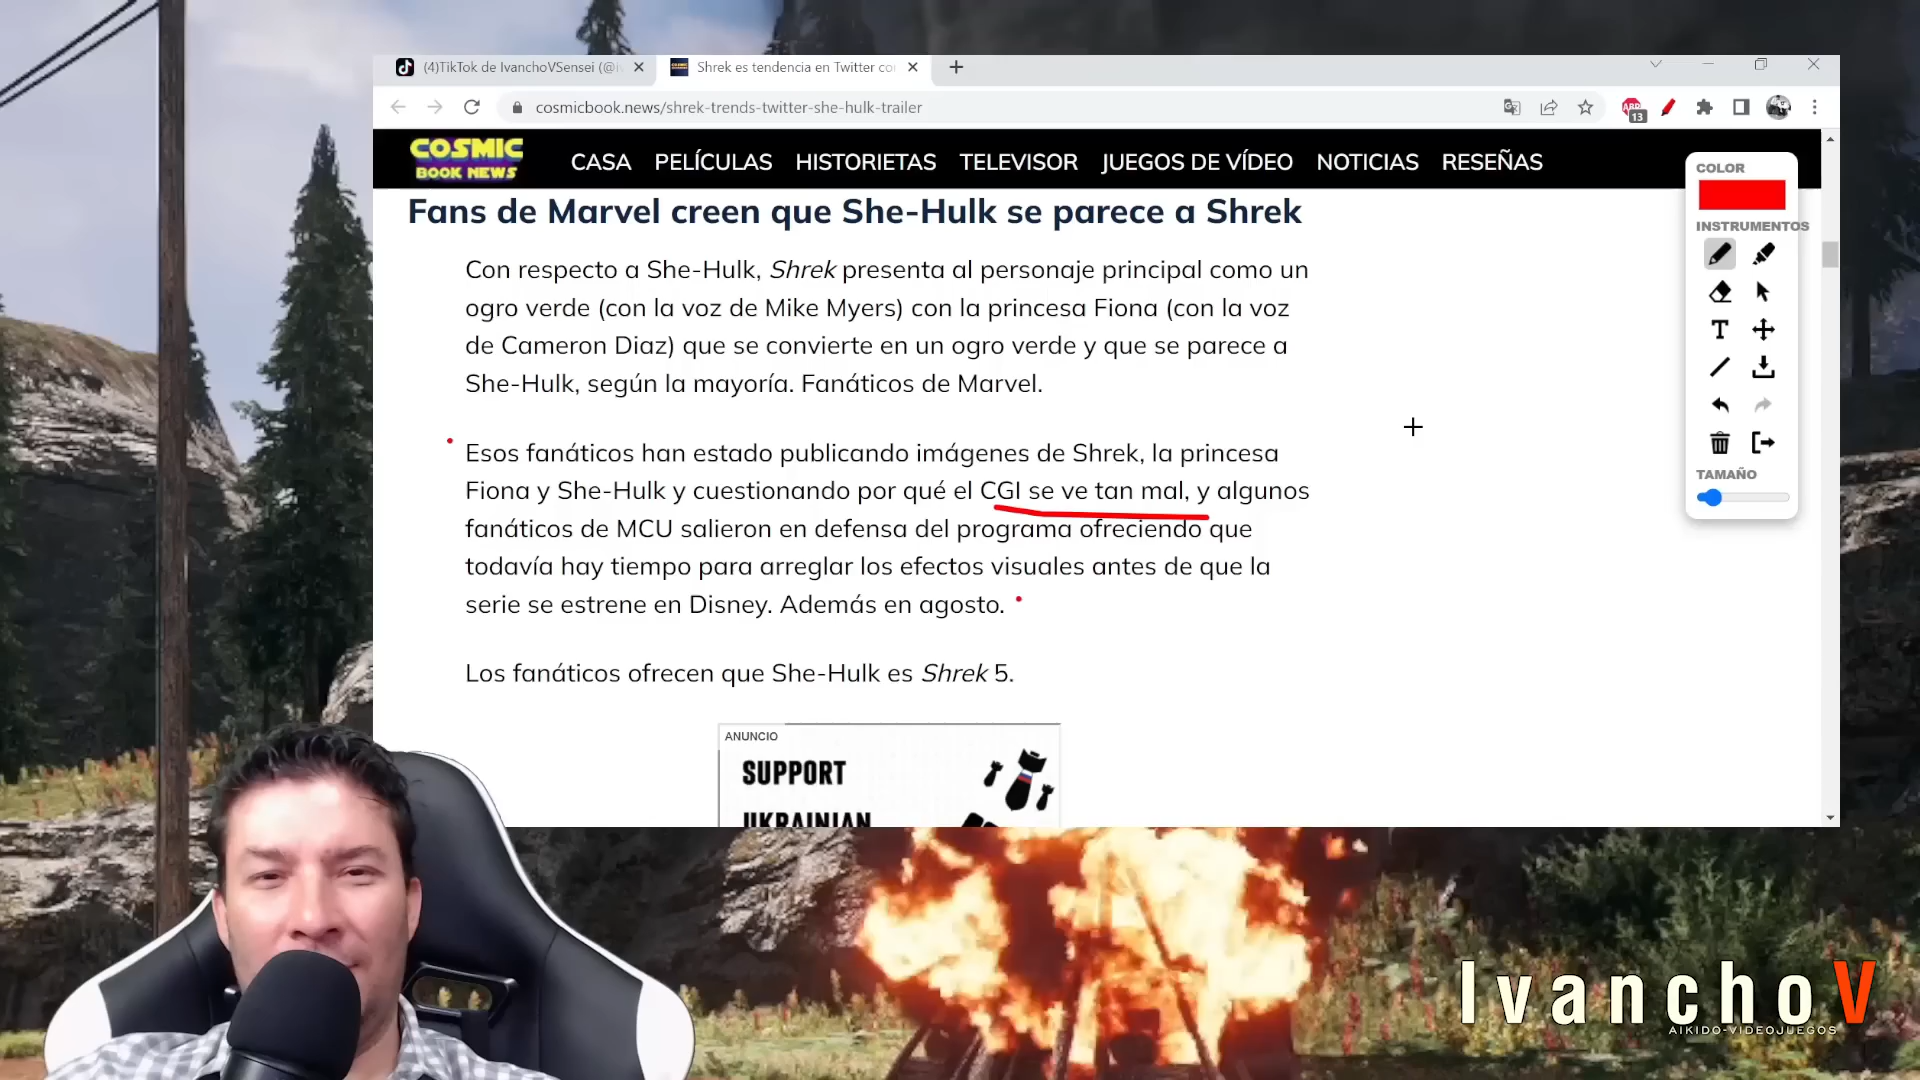 (4)TikTok de IvanchoVSensei (@iv
Shrek es tendencia en Twitter co
cosmicbook.news/shrek-trends-twitter-she-hulk-trailer
ABP
13
COSMIC
BOOK NEWS
CASA PELÍCULAS HISTORIETAS TELEVISOR JUEGOS DE VÍDEO NOTICIAS RESEÑAS
Fans de Marvel creen que She-Hulk se parece a Shrek
Con respecto a She-Hulk, Shrek presenta al personaje principal como un
ogro verde (con la voz de Mike Myers) con la princesa Fiona (con la voz
de Cameron Diaz) que se convierte en un ogro verde y que se parece a
She-Hulk, según la mayoría. Fanáticos de Marvel.
Esos fanáticos han estado publicando imágenes de Shrek, la princesa
Fiona y She-Hulk y cuestionando por qué el CGI se ve tan mal, y algunos
fanáticos de MCU salieron en defensa del programa ofreciendo que
todavía hay tiempo para arreglar los efectos visuales antes de que la
serie se estrene en Disney. Además en agosto.
Los fanáticos ofrecen que She-Hulk es Shrek 5.
ANUNCIO
SUPPORT
UKRAINIAN
COLOR
INSTRUMENTOS
T
TAMAÑO
IvanchoV
AIKIDO-VIDEOJUEGOS